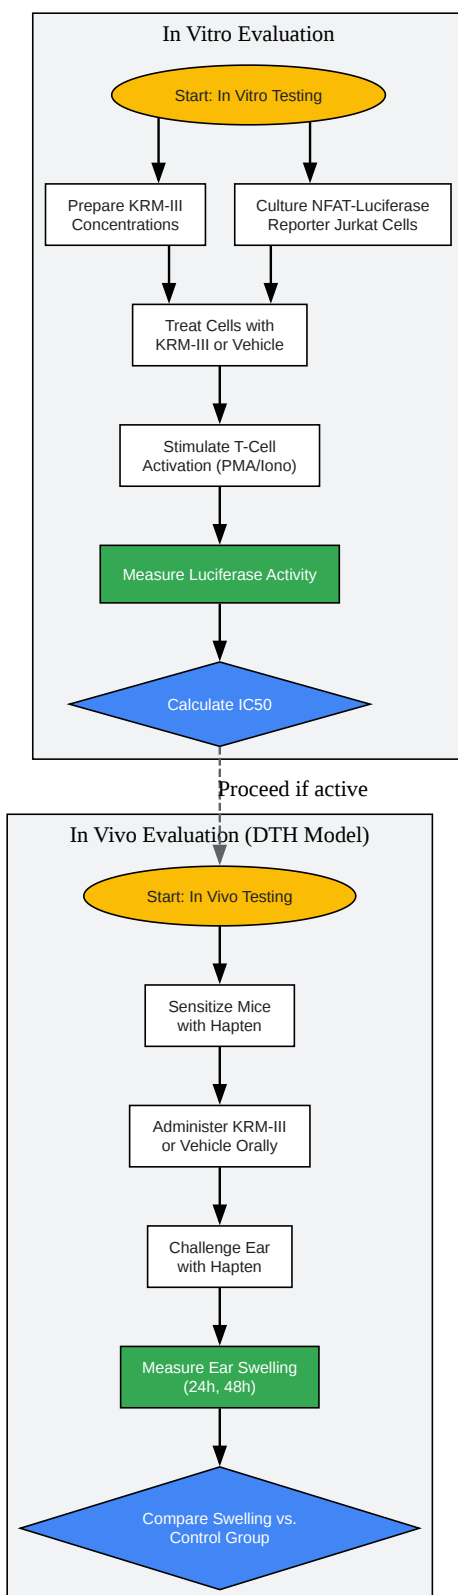 In Vitro Evaluation
Start: In Vitro Testing
Prepare KRM-III
Concentrations
Culture NFAT-Luciferase
Reporter Jurkat Cells
Treat Cells with
KRM-III or Vehicle
Stimulate T-Cell
Activation (PMA/Iono)
Measure Luciferase Activity
Calculate IC50
Proceed if active
In Vivo Evaluation (DTH Model)
Start: In Vivo Testing
Sensitize Mice
with Hapten
Administer KRM-III
or Vehicle Orally
Challenge Ear
with Hapten
Measure Ear Swelling
(24h, 48h)
Compare Swelling vs.
Control Group